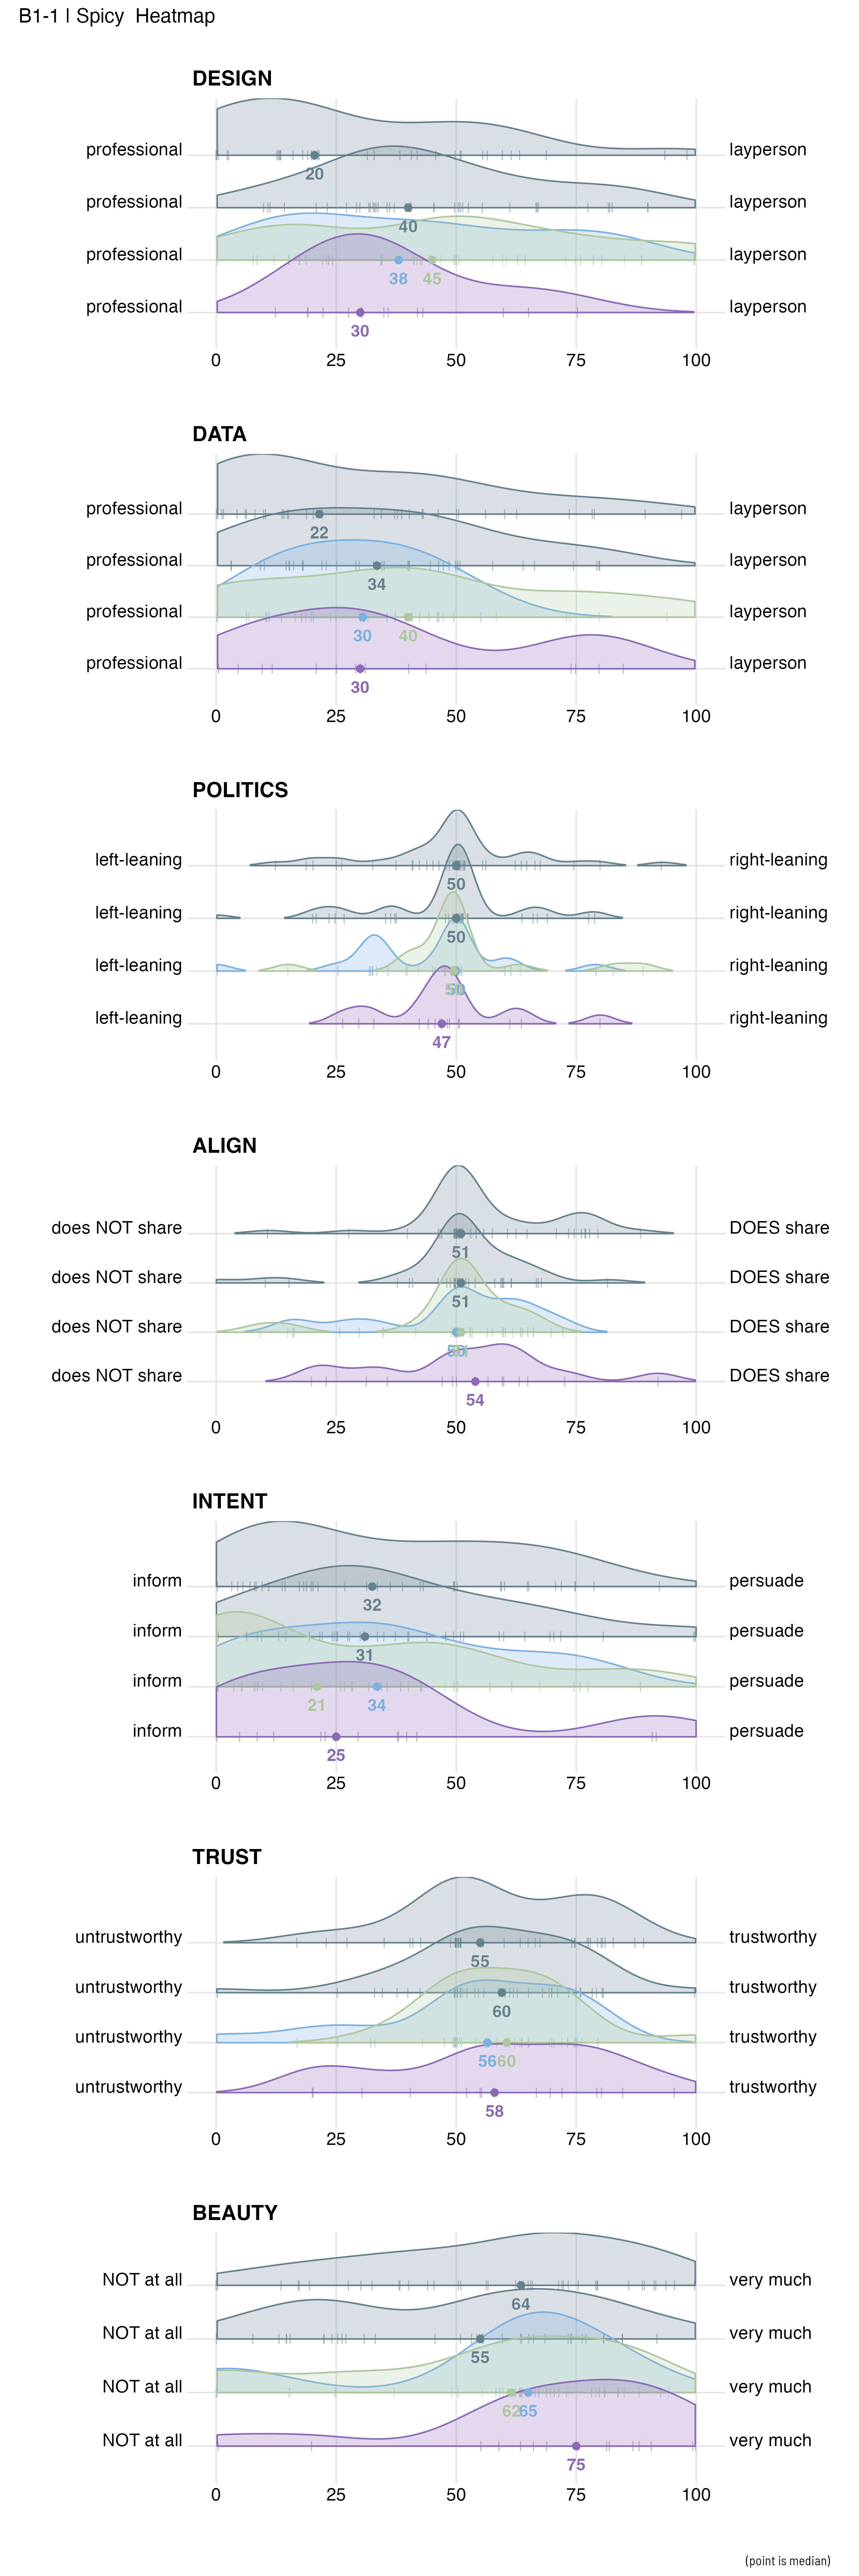 B1-1 | Spicy  Heatmap
DESIGN
professional layperson
20
professional layperson
40
professional layperson
38 45
professional layperson
30
0 25 50 75 100
DATA
professional layperson
22
professional layperson
34
professional layperson
30 40
professional layperson
30
0 25 50 75 100
POLITICS
left-leaning right-leaning
50
left-leaning right-leaning
50
left-leaning right-leaning
50
left-leaning right-leaning
47
0 25 50 75 100
ALIGN
does NOT share DOES share
51
does NOT share DOES share
51
does NOT share DOES share
does NOT share DOES share
54
0 25 50 75 100
INTENT
inform persuade
32
inform persuade
31
inform persuade
21 34
inform persuade
25
0 25 50 75 100
TRUST
untrustworthy trustworthy
55
untrustworthy trustworthy
60
untrustworthy trustworthy
56 60
untrustworthy trustworthy
58
0 25 50 75 100
BEAUTY
NOT at all very much
64
NOT at all very much
55
NOT at all very much
62 65
NOT at all very much
75
0 25 50 75 100
(point is median)